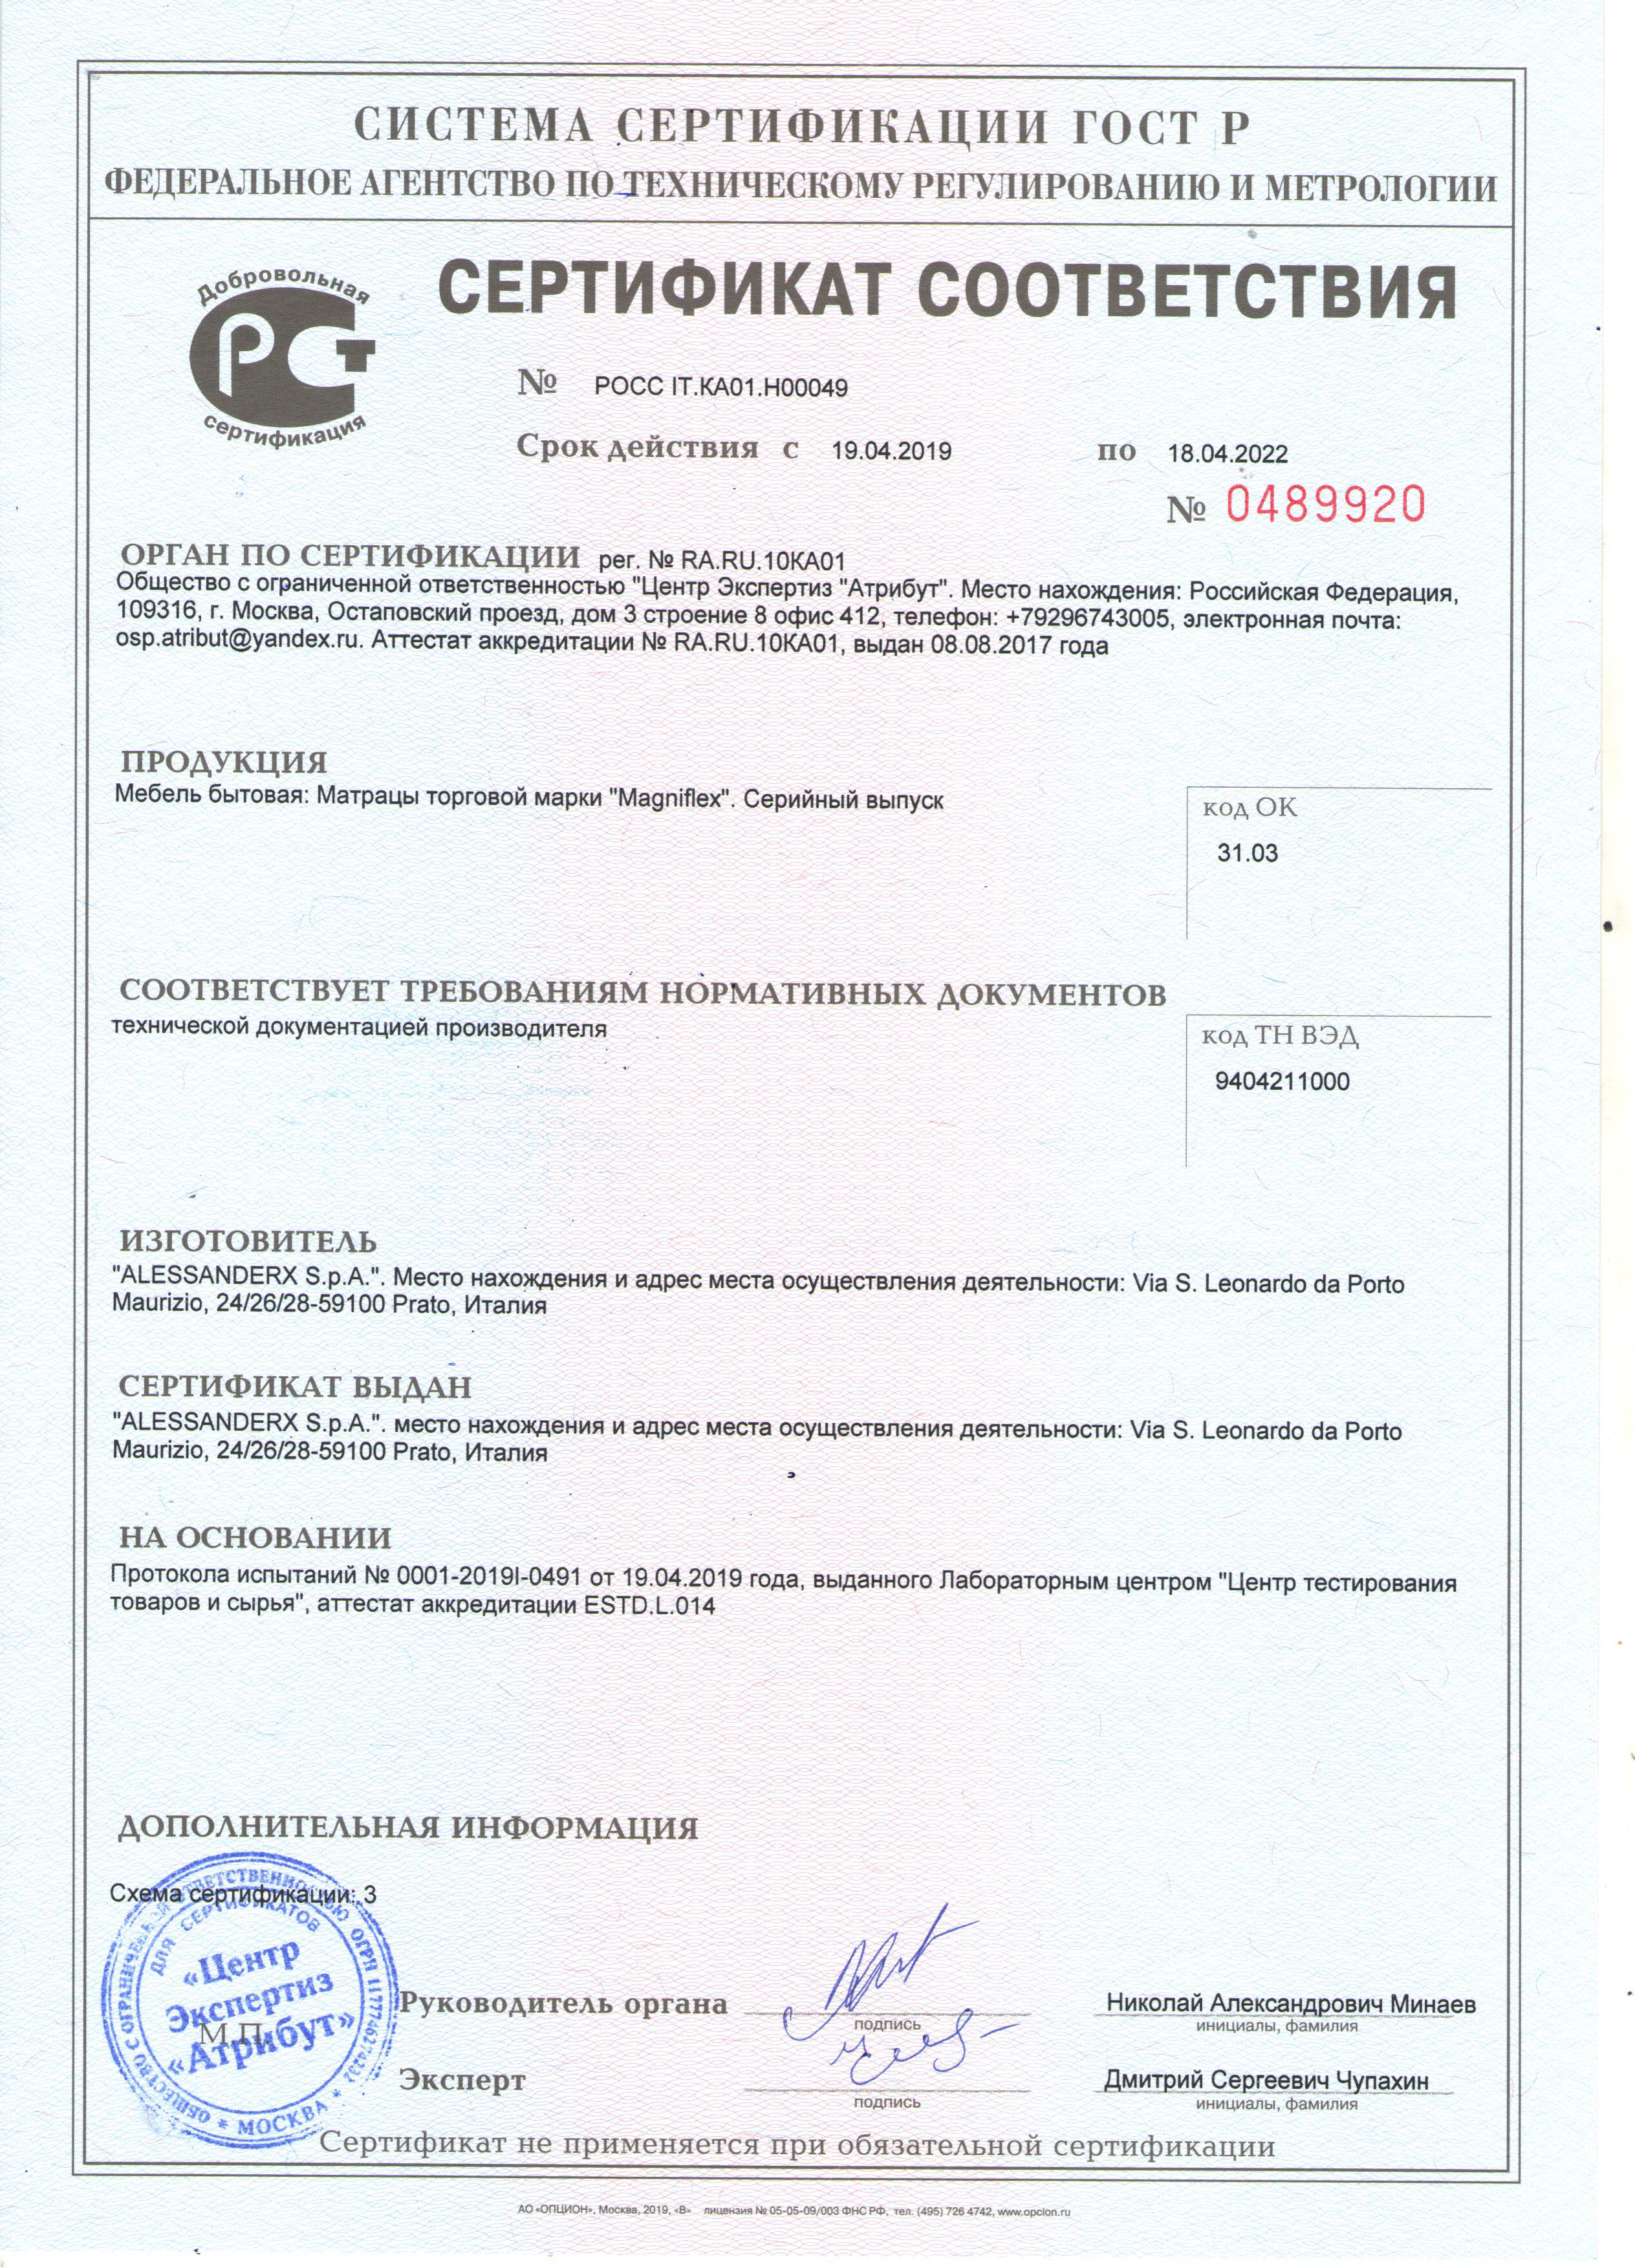 СИСТЕМА СЕРТИФИКАЦИИ ГОСТ Р
ФЕДЕРАЛЬНОЕ АГЕНТСТВО ПО ТЕХНИЧЕСКОМУ РЕГУЛИРОВАНИЮ И МЕТРОЛОГИИ
Добровольная
РСТ
сертификация
СЕРТИФИКАТ СООТВЕТСТВИЯ
№ РОСС IT.КА01.Н00049
Срок действия с 19.04.2019 по 18.04.2022
№ 0489920
ОРГАН ПО СЕРТИФИКАЦИИ рег. № RA.RU.10КА01
Общество с ограниченной ответственностью "Центр Экспертиз "Атрибут". Место нахождения: Российская Федерация,
109316, г. Москва, Остаповский проезд, дом 3 строение 8 офис 412, телефон: +79296743005, электронная почта:
osp.atribut@yandex.ru. Аттестат аккредитации № RA.RU.10КА01, выдан 08.08.2017 года
ПРОДУКЦИЯ
Мебель бытовая: Матрацы торговой марки "Magniflex". Серийный выпуск
код ОК
31.03
СООТВЕТСТВУЕТ ТРЕБОВАНИЯМ НОРМАТИВНЫХ ДОКУМЕНТОВ
технической документацией производителя
код ТН ВЭД
9404211000
ИЗГОТОВИТЕЛЬ
"ALESSANDERX S.p.A.". Место нахождения и адрес места осуществления деятельности: Via S. Leonardo da Porto
Maurizio, 24/26/28-59100 Prato, Италия
СЕРТИФИКАТ ВЫДАН
"ALESSANDERX S.p.A.". место нахождения и адрес места осуществления деятельности: Via S. Leonardo da Porto
Maurizio, 24/26/28-59100 Prato, Италия
НА ОСНОВАНИИ
Протокола испытаний № 0001-2019I-0491 от 19.04.2019 года, выданного Лабораторным центром "Центр тестирования
товаров и сырья", аттестат аккредитации ESTD.L.014
ДОПОЛНИТЕЛЬНАЯ ИНФОРМАЦИЯ
Схема сертификации: 3
ОБЩЕСТВО С ОГРАНИЧЕННОЙ ОТВЕТСТВЕННОСТЬЮ ОГРН 1177746274232
* МОСКВА *
ДЛЯ СЕРТИФИКАТОВ
«Центр
Экспертиз
«Атрибут»
М.П.
Руководитель органа
подпись
Николай Александрович Минаев
инициалы, фамилия
Эксперт
подпись
Дмитрий Сергеевич Чупахин
инициалы, фамилия
Сертификат не применяется при обязательной сертификации
АО «ОПЦИОН», Москва, 2019, «В» лицензия № 05-05-09/003 ФНС РФ, тел. (495) 726 4742, www.opcion.ru